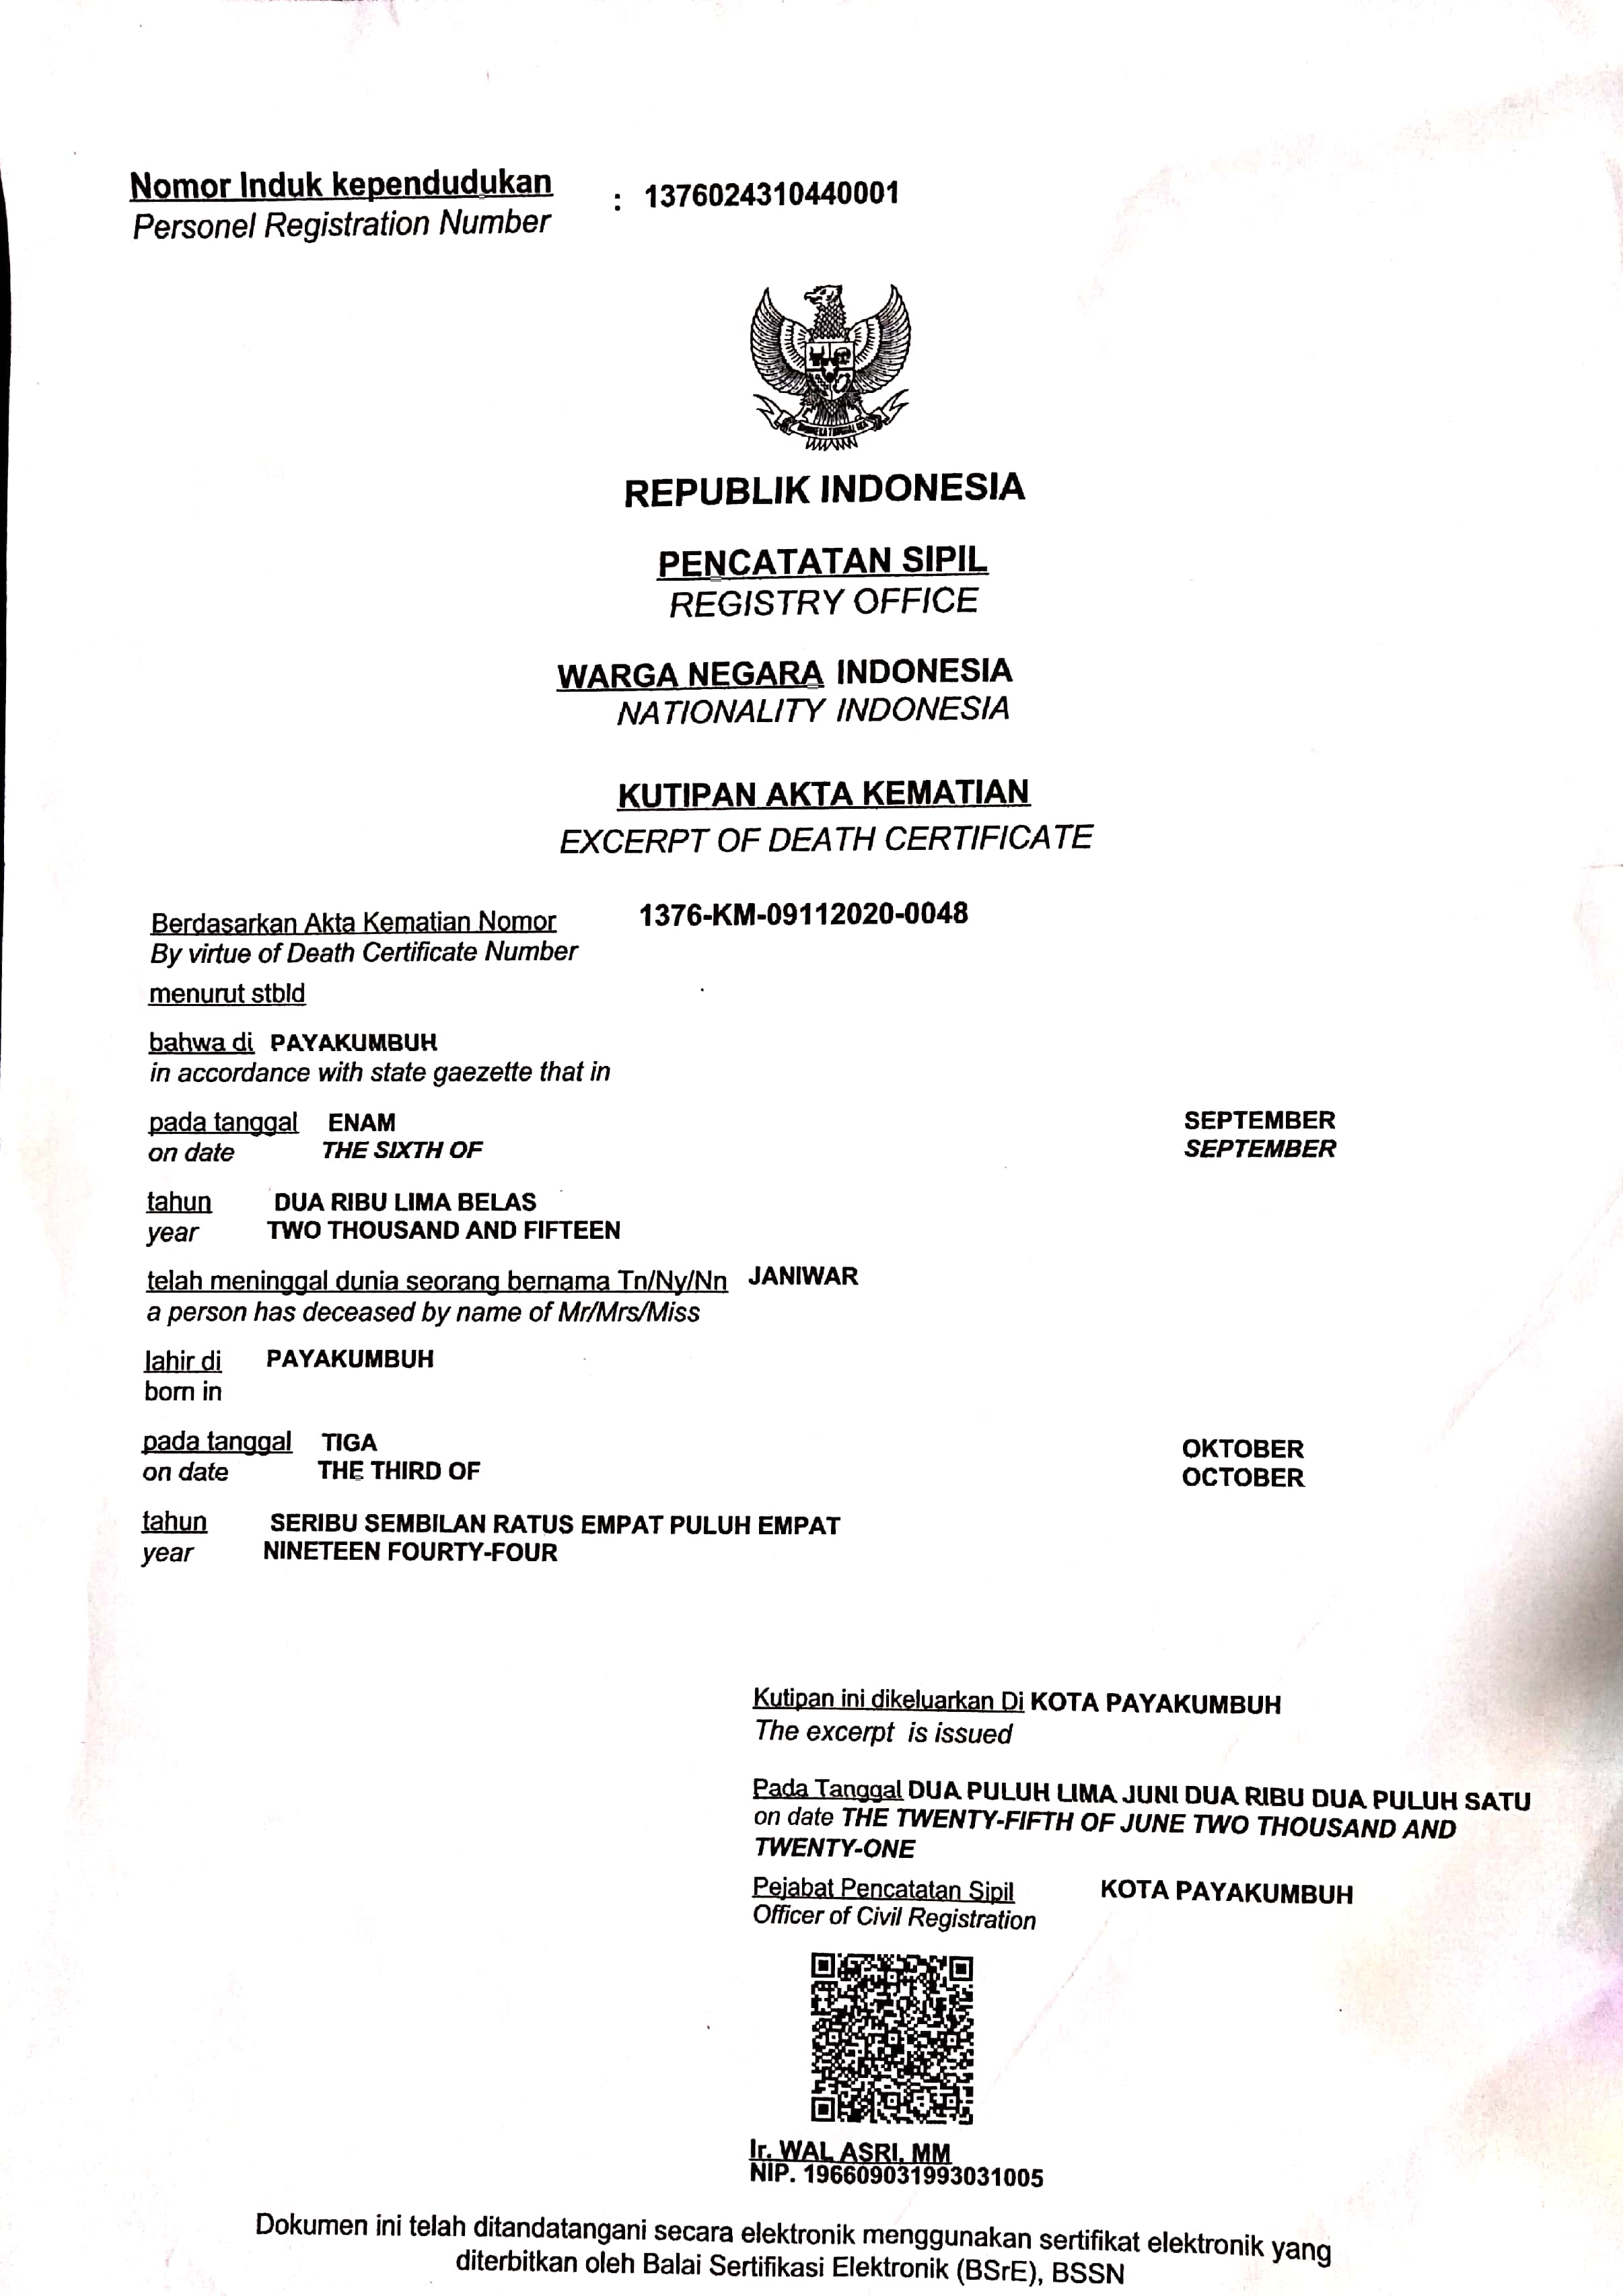 Nomor Induk kependudukan : 1376024310440001
Personel Registration Number
REPUBLIK INDONESIA
PENCATATAN SIPIL
REGISTRY OFFICE
WARGA NEGARA INDONESIA
NATIONALITY INDONESIA
KUTIPAN AKTA KEMATIAN
EXCERPT OF DEATH CERTIFICATE
Berdasarkan Akta Kematian Nomor 1376-KM-09112020-0048
By virtue of Death Certificate Number
menurut stbld
bahwa di PAYAKUMBUH
in accordance with state gaezette that in
pada tanggal ENAM SEPTEMBER
on date THE SIXTH OF SEPTEMBER
tahun DUA RIBU LIMA BELAS
year TWO THOUSAND AND FIFTEEN
telah meninggal dunia seorang bernama Tn/Ny/Nn JANIWAR
a person has deceased by name of Mr/Mrs/Miss
lahir di PAYAKUMBUH
born in
pada tanggal TIGA OKTOBER
on date THE THIRD OF OCTOBER
tahun SERIBU SEMBILAN RATUS EMPAT PULUH EMPAT
year NINETEEN FOURTY-FOUR
Kutipan ini dikeluarkan Di KOTA PAYAKUMBUH
The excerpt is issued
Pada Tanggal DUA PULUH LIMA JUNI DUA RIBU DUA PULUH SATU
on date THE TWENTY-FIFTH OF JUNE TWO THOUSAND AND
TWENTY-ONE
Pejabat Pencatatan Sipil KOTA PAYAKUMBUH
Officer of Civil Registration
Ir. WAL ASRI, MM
NIP. 196609031993031005
Dokumen ini telah ditandatangani secara elektronik menggunakan sertifikat elektronik yang
diterbitkan oleh Balai Sertifikasi Elektronik (BSrE), BSSN